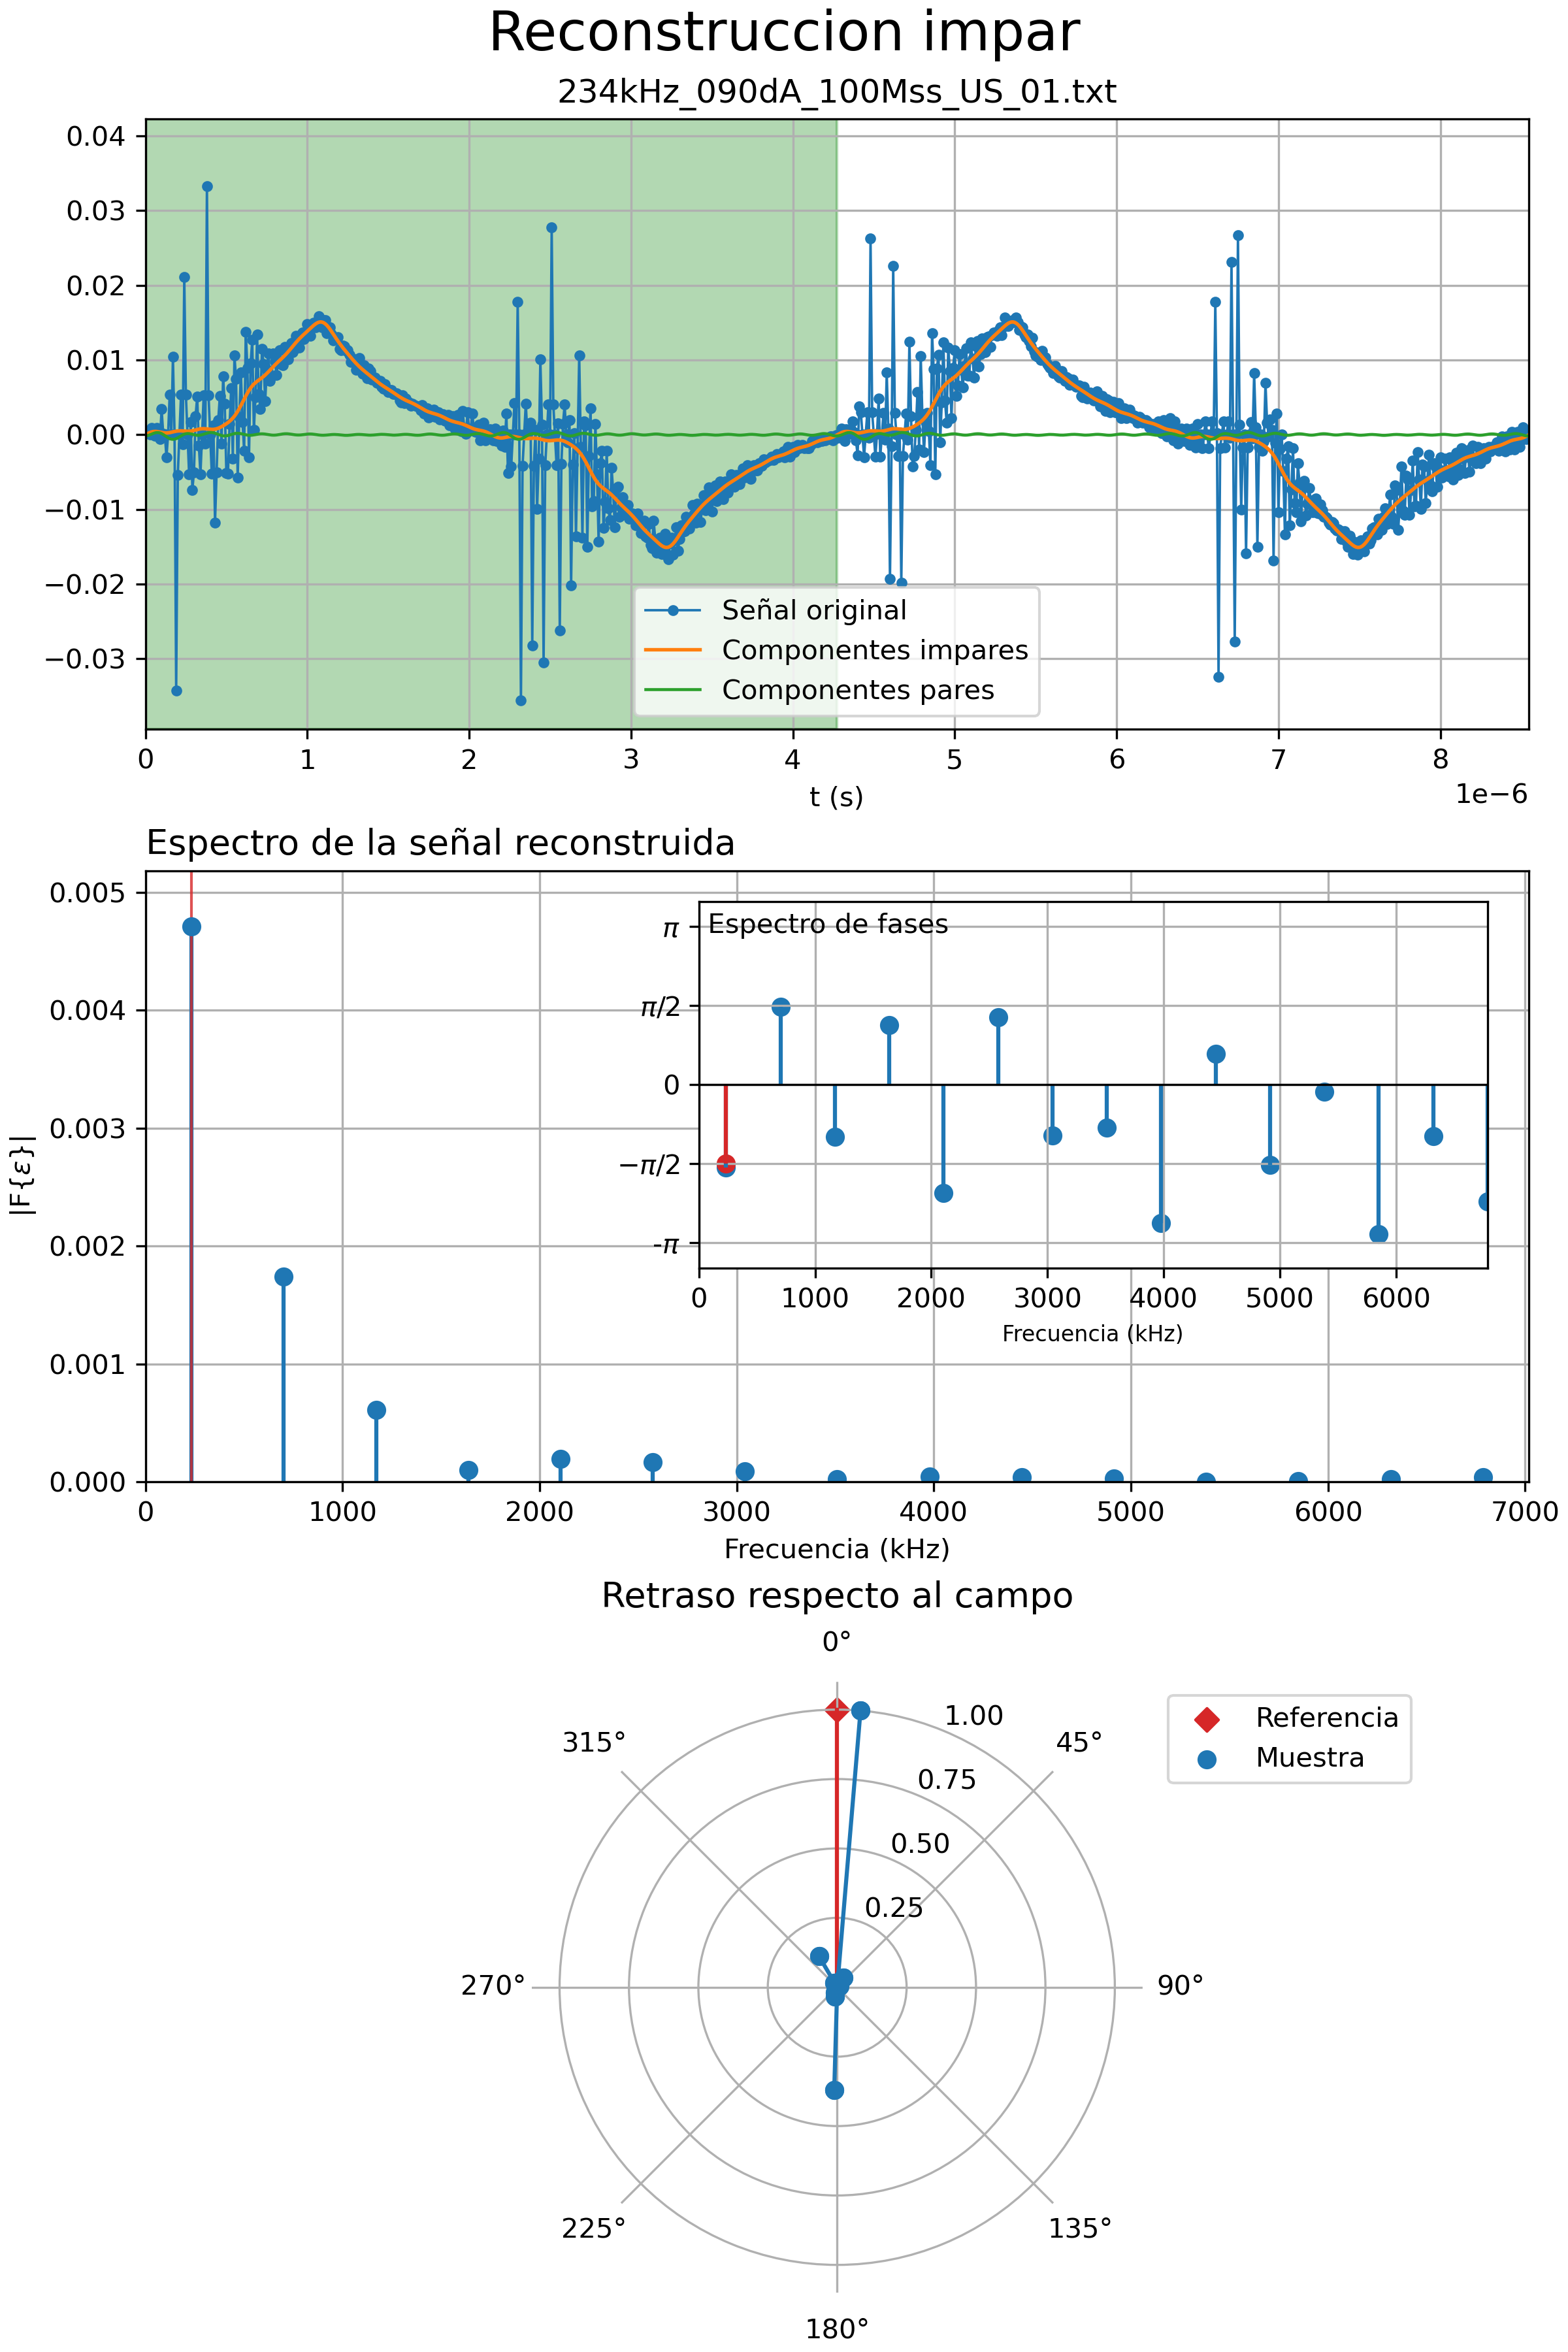 Reconstruccion impar
234kHz_090dA_100Mss_US_01.txt
0.04
0.03
0.02
0.01
0.00
−0.01
−0.02
−0.03
Señal original
Componentes impares
Componentes pares
0 1 2 3 4 5 6 7 8
t (s)
1e−6
Espectro de la señal reconstruida
0.005
0.004
0.003
0.002
0.001
0.000
|F{ε}|
Espectro de fases
π
π/2
0
−π/2
-π
0 1000 2000 3000 4000 5000 6000
Frecuencia (kHz)
0 1000 2000 3000 4000 5000 6000 7000
Frecuencia (kHz)
Retraso respecto al campo
0°
45°
90°
135°
180°
225°
270°
315°
1.00
0.75
0.50
0.25
Referencia
Muestra